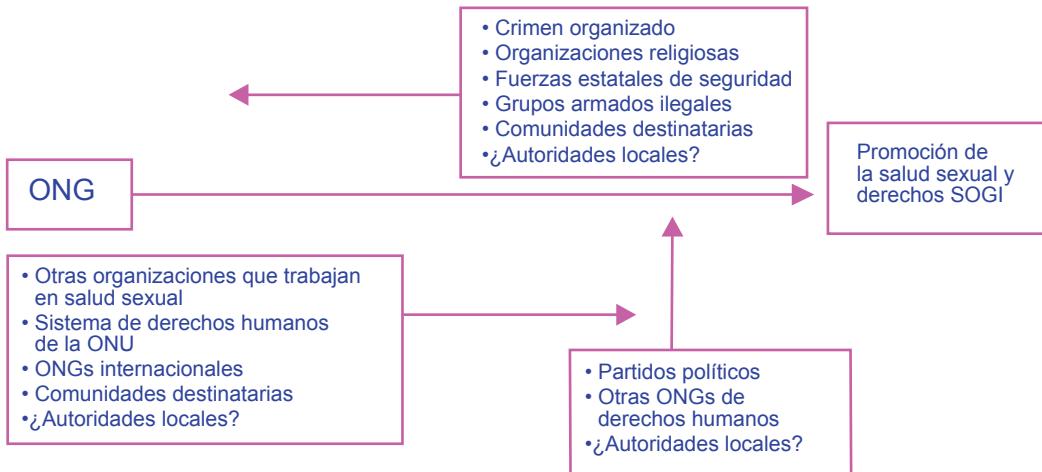 • Crimen organizado
• Organizaciones religiosas
• Fuerzas estatales de seguridad
• Grupos armados ilegales
• Comunidades destinatarias
•¿Autoridades locales?
ONG
Promoción de
la salud sexual y
derechos SOGI
• Otras organizaciones que trabajan
en salud sexual
• Sistema de derechos humanos
de la ONU
• ONGs internacionales
• Comunidades destinatarias
•¿Autoridades locales?
• Partidos políticos
• Otras ONGs de
derechos humanos
•¿Autoridades locales?